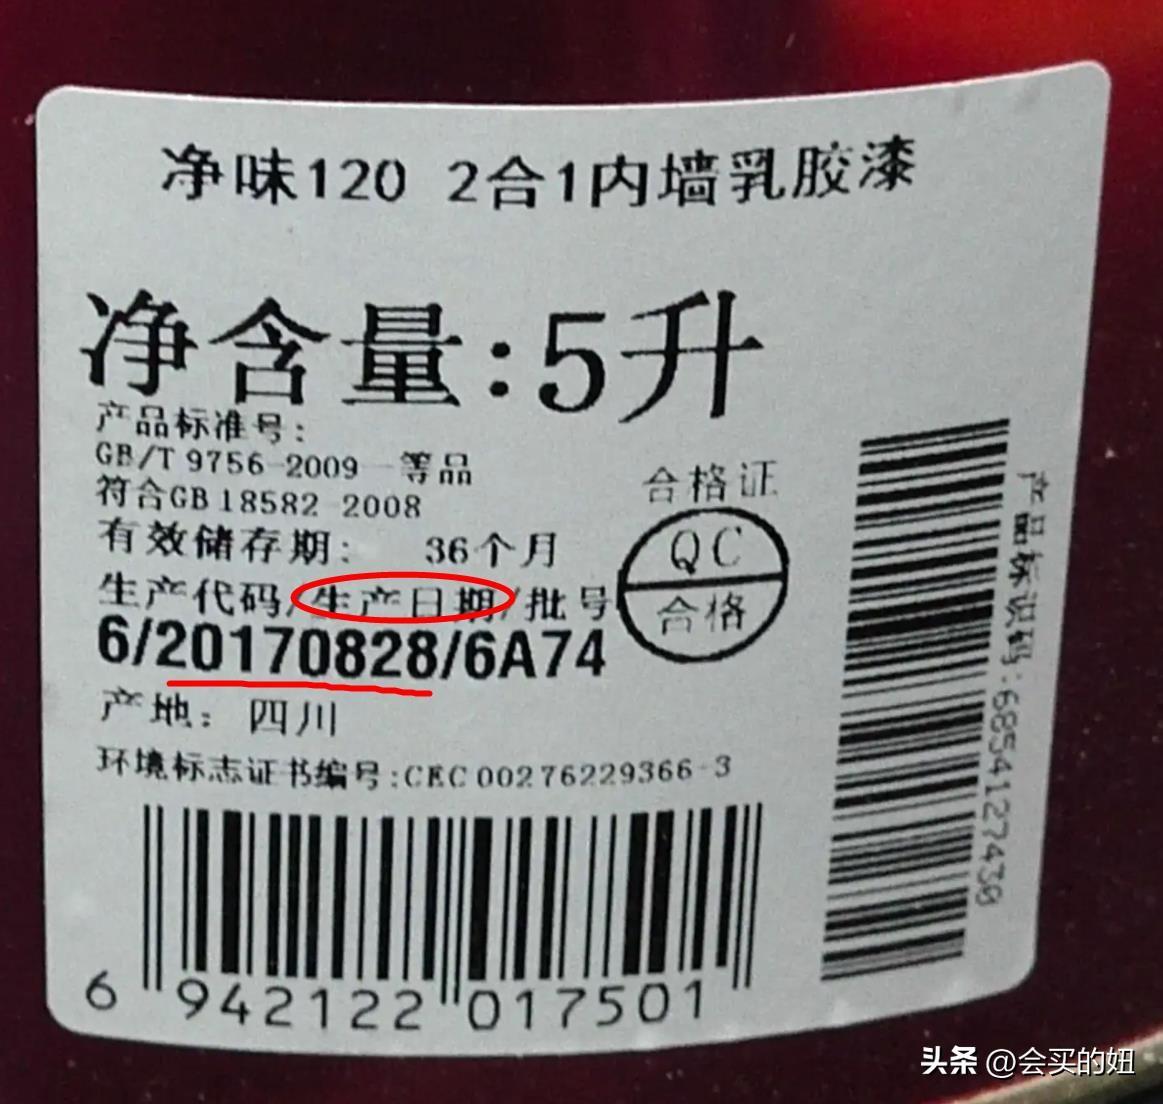 净味120 2合1内墙乳胶漆
净含量:5升
产品标准号:
GB/T 9756-2009 一等品
符合GB 18582-2008
有效储存期: 36个月
生产代码/生产日期/批号
6/20170828/6A74
产地: 四川
环境标志证书编号:CEC00276229366-3
合格证
QC
合格
产品标识码:685412743​0
6 942122 017501
头条 @会买的妞